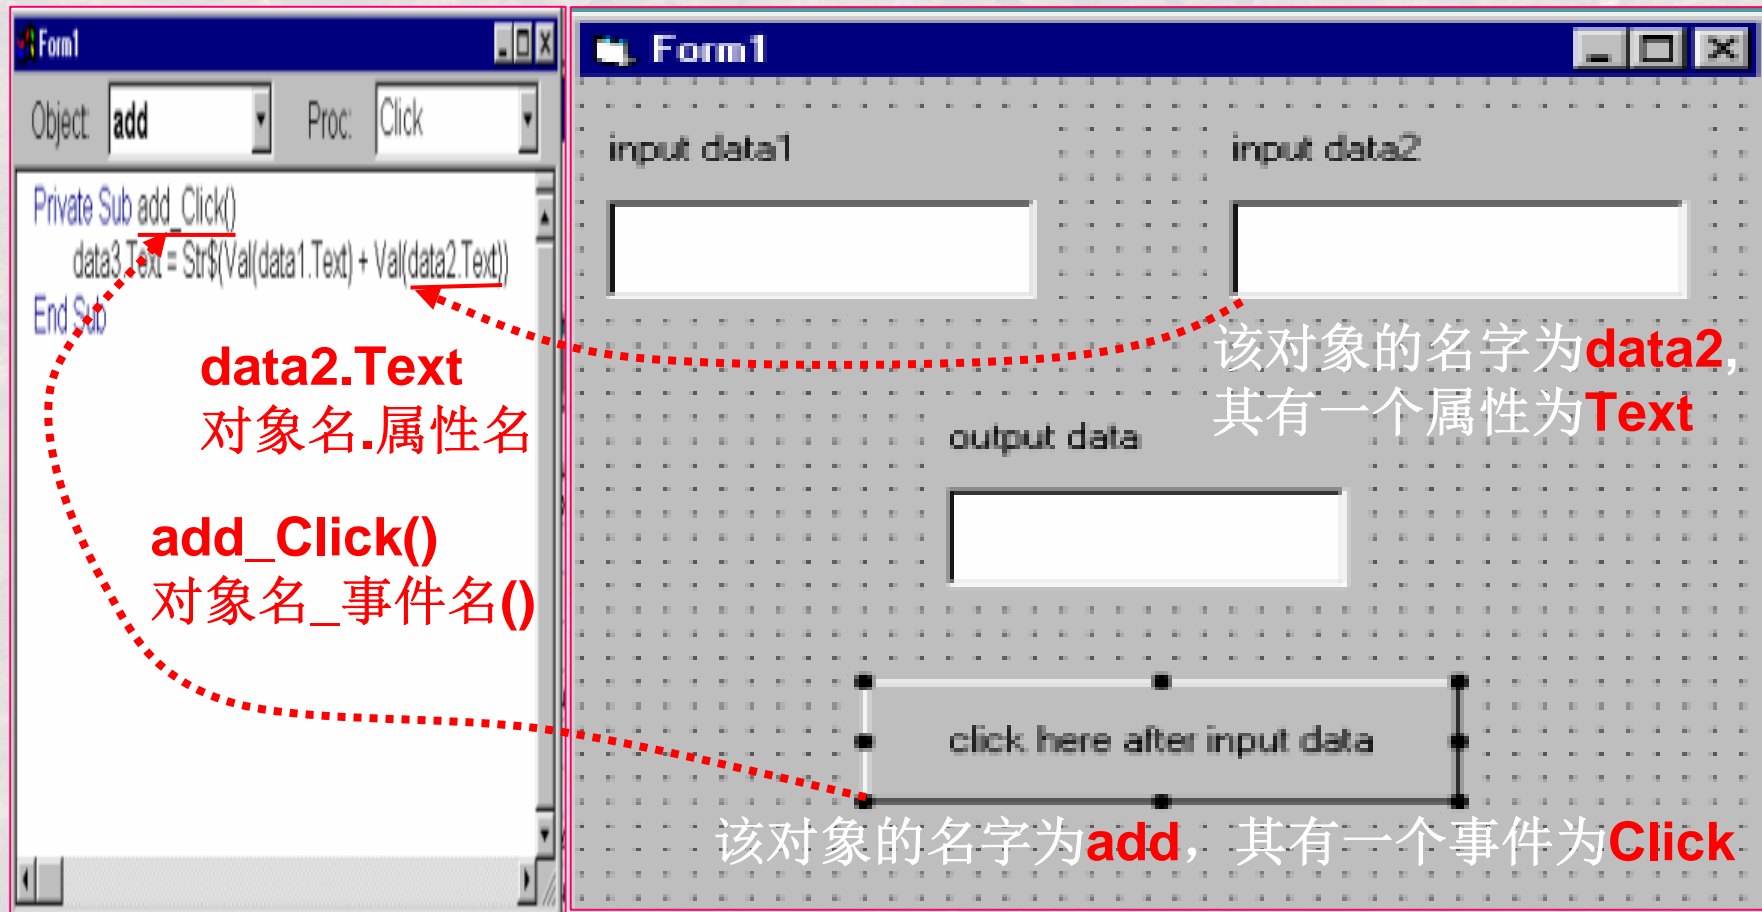 Form1
Object: add Proc: Click
Private Sub add_Click()
data3.Text = Str$(Val(data1.Text) + Val(data2.Text))
End Sub
data2.Text
对象名.属性名
add_Click()
对象名_事件名()
Form1
input data1 input data2
该对象的名字为data2,
其有一个属性为Text
output data
click here after input data
该对象的名字为add，其有一个事件为Click